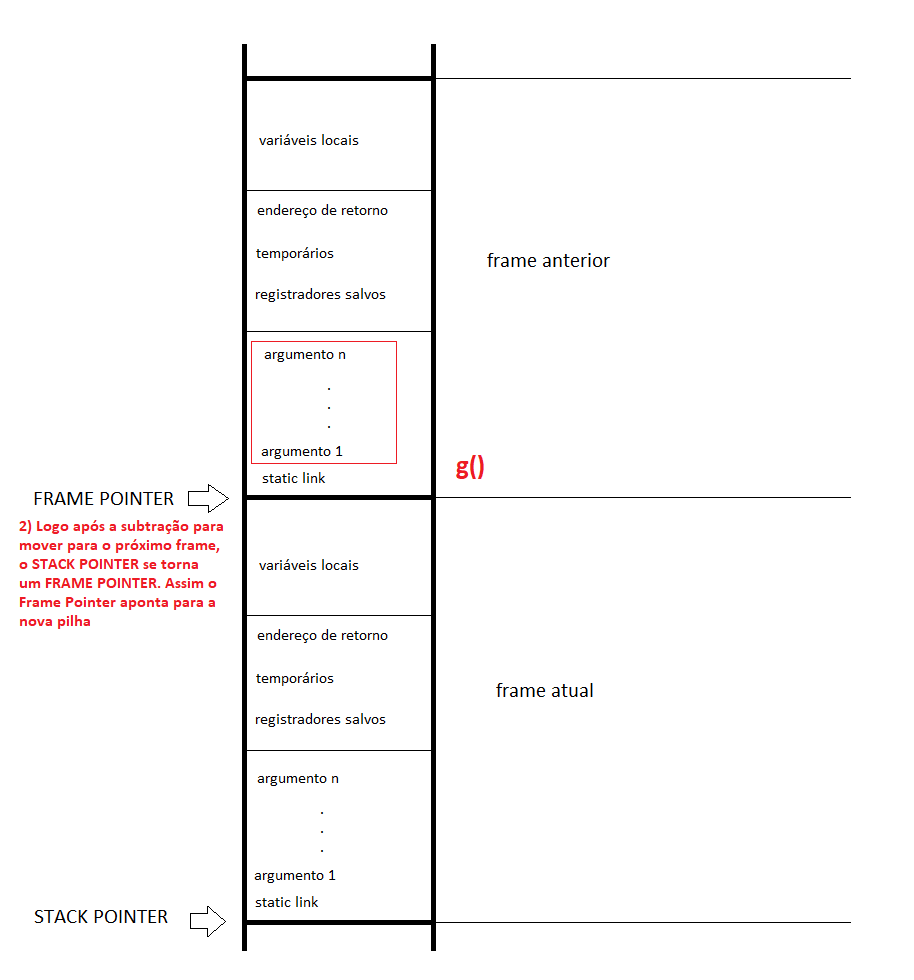 variáveis locais
endereço de retorno
temporários
frame anterior
registradores salvos
argumento n
.
.
.
argumento 1
g()
static link
FRAME POINTER
2) Logo após a subtração para
mover para o próximo frame,
o STACK POINTER se torna
um FRAME POINTER. Assim o
Frame Pointer aponta para a
nova pilha
variáveis locais
endereço de retorno
temporários
frame atual
registradores salvos
argumento n
.
.
.
argumento 1
static link
STACK POINTER